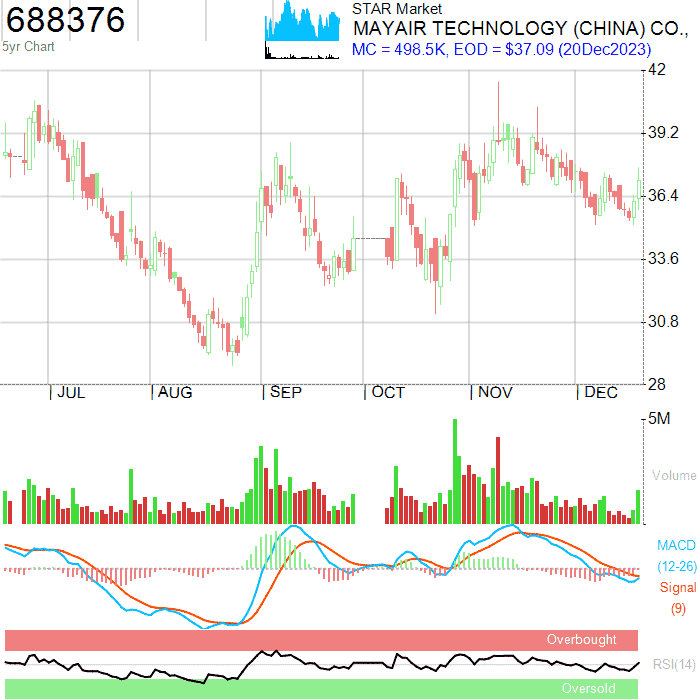 688376
5yr Chart
STAR Market
MAYAIR TECHNOLOGY (CHINA) CO.,
MC = 498.5K, EOD = $37.09 (20Dec2023)
42
39.2
36.4
33.6
30.8
28
JUL
AUG
SEP
OCT
NOV
DEC
5M
Volume
MACD
(12-26)
Signal
(9)
Overbought
RSI(14)
Oversold